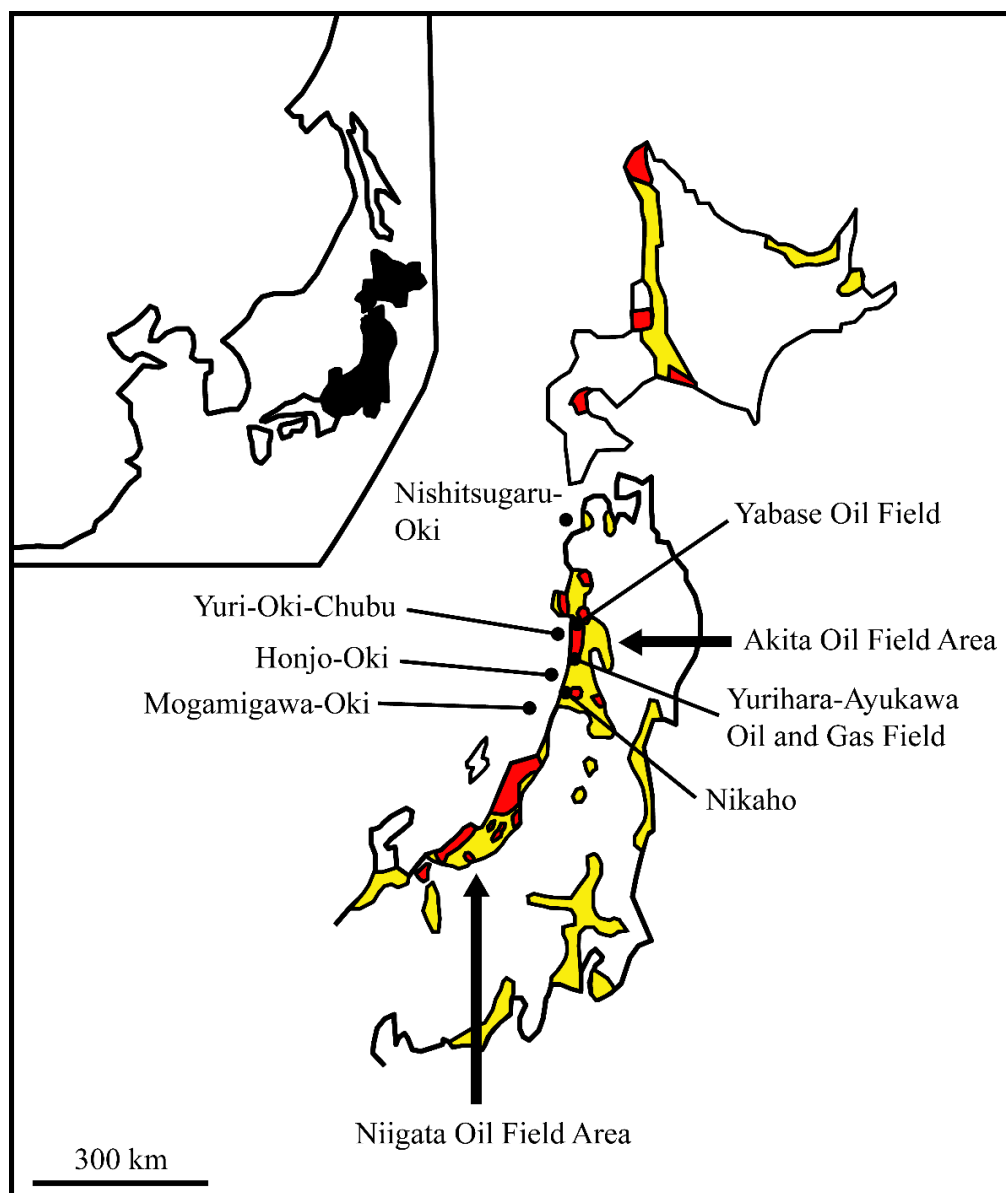 Nishitsugaru-
Oki
Yabase Oil Field
Yuri-Oki-Chubu
Akita Oil Field Area
Honjo-Oki
Mogamigawa-Oki
Yurihara-Ayukawa
Oil and Gas Field
Nikaho
Niigata Oil Field Area
300 km